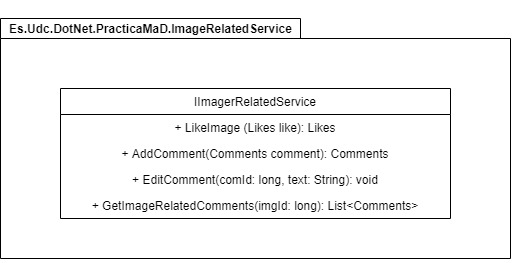 Es.Udc.DotNet.PracticaMaD.ImageRelatedService
IImagerRelatedService
+ LikeImage (Likes like): Likes
+ AddComment(Comments comment): Comments
+ EditComment(comId: long, text: String): void
+ GetImageRelatedComments(imgId: long): List<Comments>